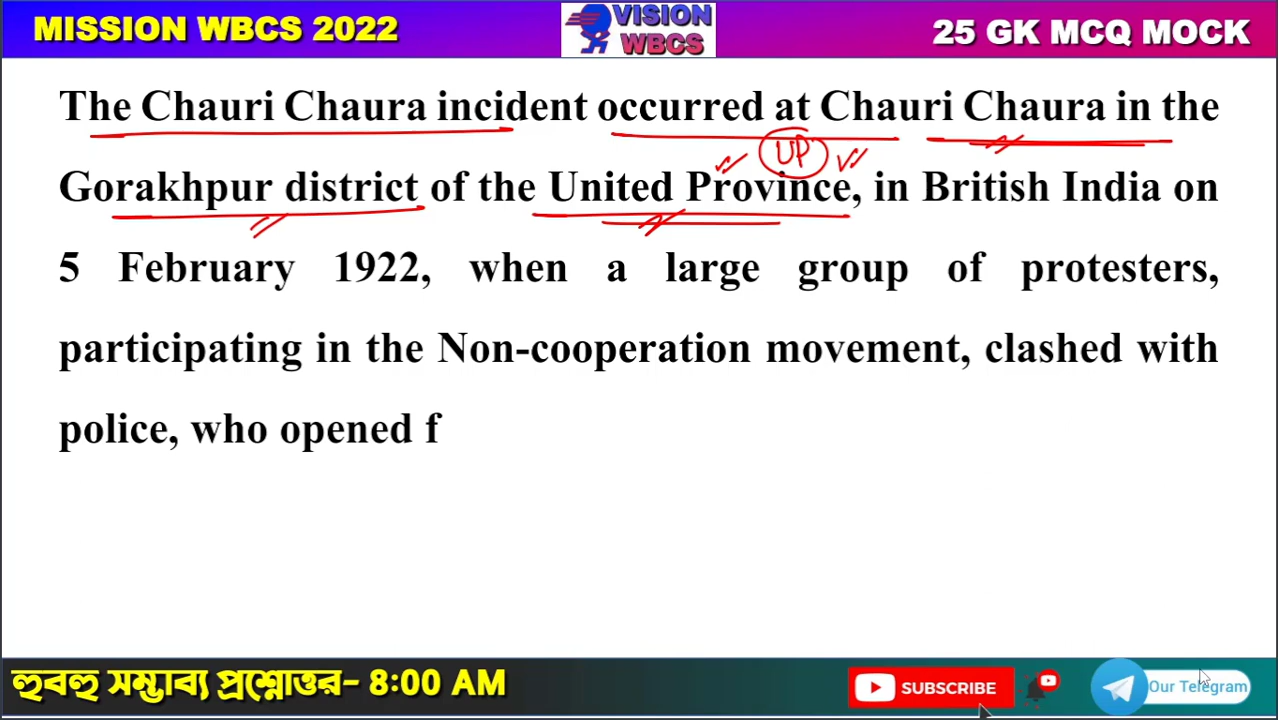 MISSION WBCS 2022
VISION
WBCS
25 GK MCQ MOCK
The Chauri Chaura incident occurred at Chauri Chaura in the
UP
Gorakhpur district of the United Province, in British India on
5 February 1922, when a large group of protesters,
participating in the Non-cooperation movement, clashed with
police, who opened f
হুবহু সম্ভাব্য প্রশ্নোত্তর- 8:00 AM
SUBSCRIBE
Our Telegram